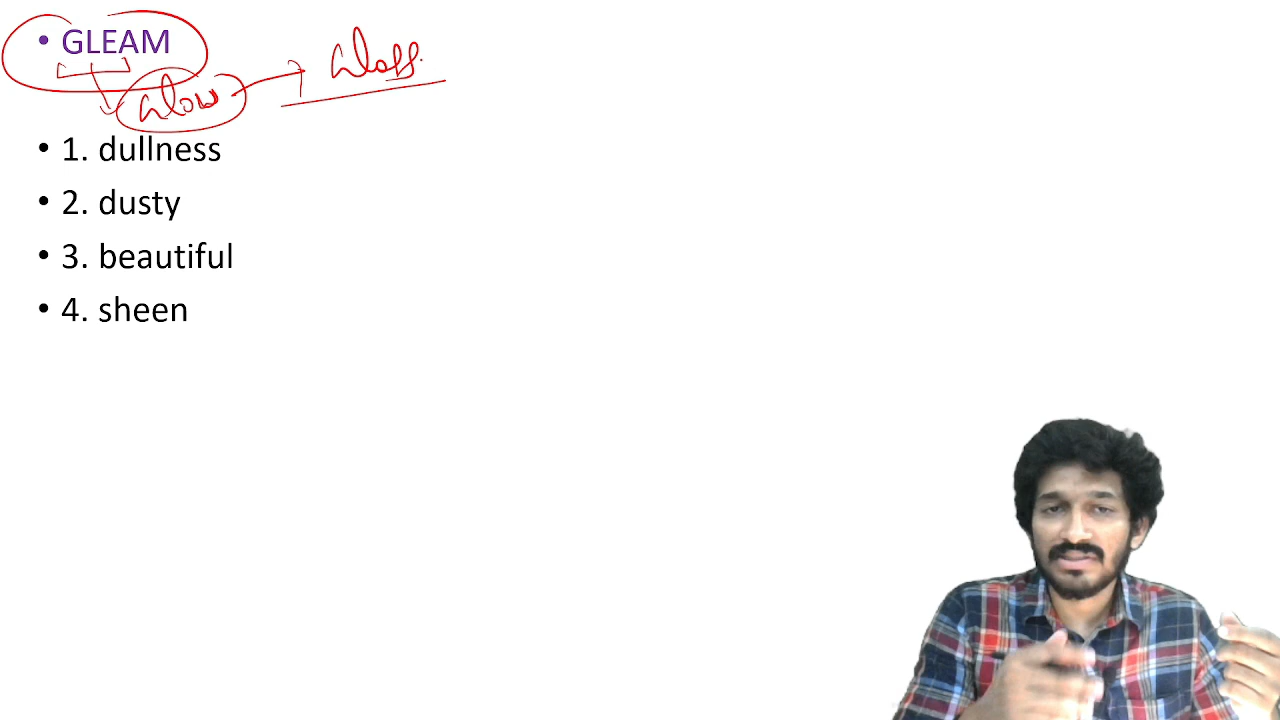 • GLEAM
Glow
Gloss
• 1. dullness
• 2. dusty
• 3. beautiful
• 4. sheen